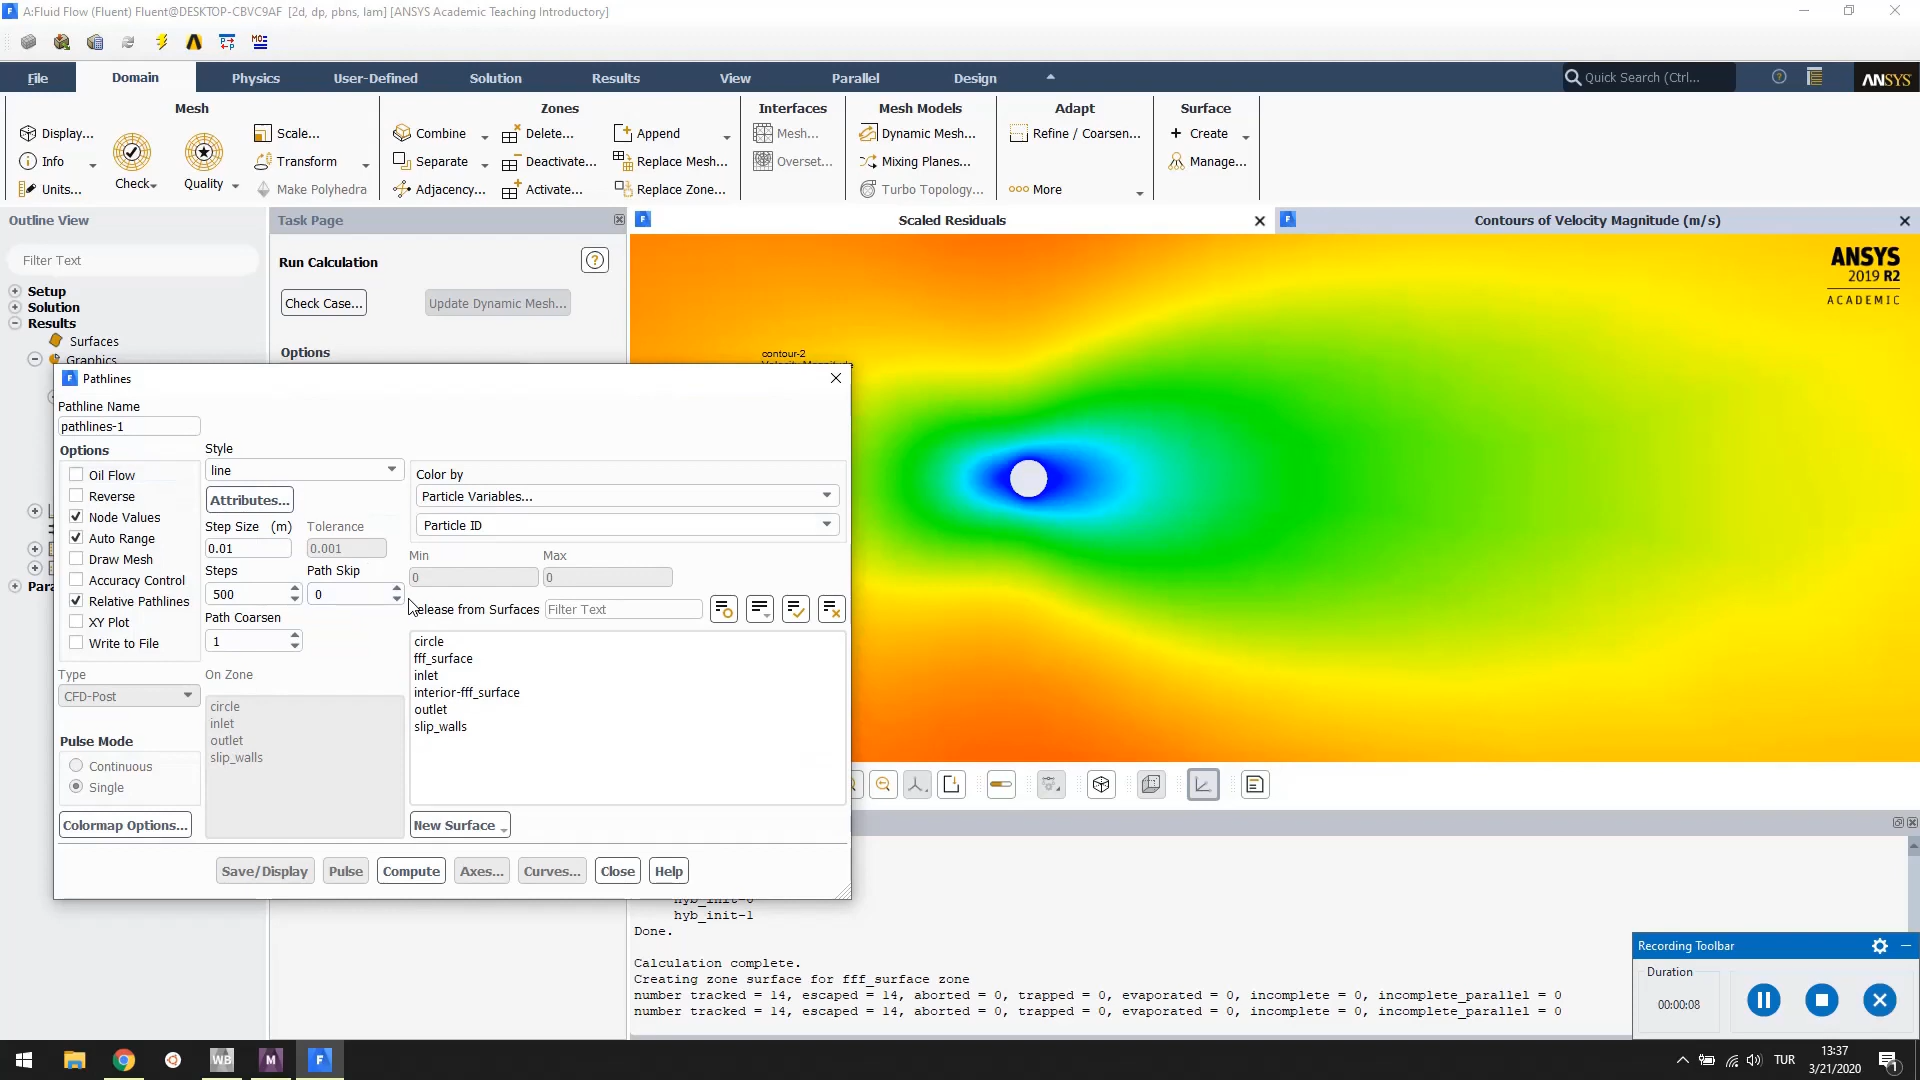 A:Fluid Flow (Fluent) Fluent@DESKTOP-CBVC9AF [2d, dp, pbns, lam] [ANSYS Academic Teaching Introductory]
File
Domain
Physics
User-Defined
Solution
Results
View
Parallel
Design
Quick Search (Ctrl...
ANSYS
Mesh
Zones
Interfaces
Mesh Models
Adapt
Surface
Display...
Info
Units...
Check
Quality
Scale...
Transform
Make Polyhedra
Combine
Separate
Adjacency...
Delete...
Deactivate...
Activate...
Append
Replace Mesh...
Replace Zone...
Mesh...
Overset...
Dynamic Mesh...
Mixing Planes...
Turbo Topology...
Refine / Coarsen...
More
Create
Manage...
Outline View
Filter Text
Setup
Solution
Results
Surfaces
Graphics
Para
Task Page
Run Calculation
Check Case...
Update Dynamic Mesh...
Options
Scaled Residuals
Contours of Velocity Magnitude (m/s)
ANSYS
2019 R2
ACADEMIC
contour-2
Pathlines
Pathline Name
pathlines-1
Options
Oil Flow
Reverse
Node Values
Auto Range
Draw Mesh
Accuracy Control
Relative Pathlines
XY Plot
Write to File
Type
CFD-Post
Pulse Mode
Continuous
Single
Colormap Options...
Style
line
Attributes...
Step Size (m)
Tolerance
0.01
0.001
Steps
Path Skip
500
0
Path Coarsen
1
On Zone
circle
inlet
outlet
slip_walls
Color by
Particle Variables...
Particle ID
Min
Max
0
0
elease from Surfaces
Filter Text
circle
fff_surface
inlet
interior-fff_surface
outlet
slip_walls
New Surface
Save/Display
Pulse
Compute
Axes...
Curves...
Close
Help
hyb_init-0
hyb_init-1
Done.
Calculation complete.
Creating zone surface for fff_surface zone
number tracked = 14, escaped = 14, aborted = 0, trapped = 0, evaporated = 0, incomplete = 0, incomplete_parallel = 0
number tracked = 14, escaped = 14, aborted = 0, trapped = 0, evaporated = 0, incomplete = 0, incomplete_parallel = 0
Recording Toolbar
Duration
00:00:08
WB
M
F
TUR
13:37
3/21/2020
1